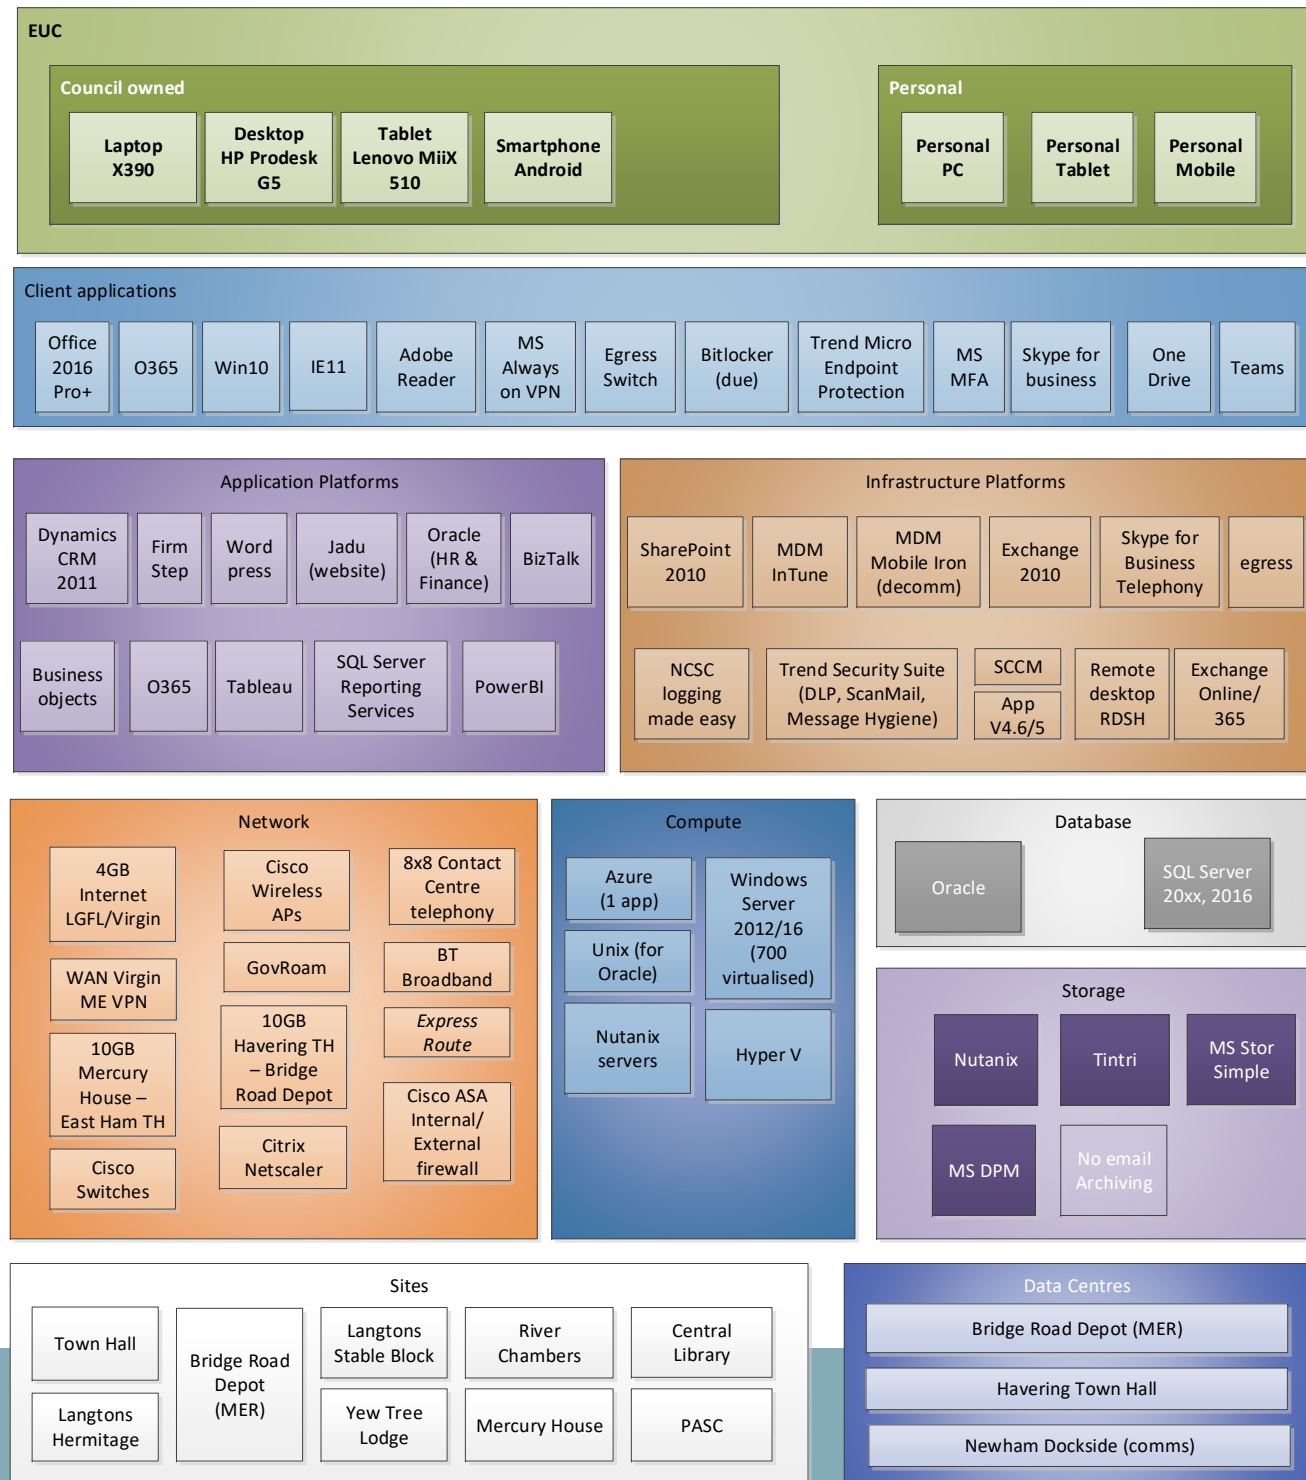 EUC
Council owned
Laptop
X390
Desktop
HP Prodesk
G5
Tablet
Lenovo MiiX
510
Smartphone
Android
Personal
Personal
PC
Personal
Tablet
Personal
Mobile
Client applications
Office
2016
Pro+
O365
Win10
IE11
Adobe
Reader
MS
Always
on VPN
Egress
Switch
Bitlocker
(due)
Trend Micro
Endpoint
Protection
MS
MFA
Skype for
business
One
Drive
Teams
Application Platforms
Dynamics
CRM
2011
Firm
Step
Word
press
Jadu
(website)
Oracle
(HR &
Finance)
BizTalk
Business
objects
O365
Tableau
SQL Server
Reporting
Services
PowerBI
Infrastructure Platforms
SharePoint
2010
MDM
InTune
MDM
Mobile Iron
(decomm)
Exchange
2010
Skype for
Business
Telephony
egress
NCSC
logging
made easy
Trend Security Suite
(DLP, ScanMail,
Message Hygiene)
SCCM
App
V4.6/5
Remote
desktop
RDSH
Exchange
Online/
365
Network
4GB
Internet
LGFL/Virgin
WAN Virgin
ME VPN
10GB
Mercury
House –
East Ham TH
Cisco
Switches
Cisco
Wireless
APs
GovRoam
10GB
Havering TH
– Bridge
Road Depot
Citrix
Netscaler
8x8 Contact
Centre
telephony
BT
Broadband
Express
Route
Cisco ASA
Internal/
External
firewall
Compute
Azure
(1 app)
Unix (for
Oracle)
Nutanix
servers
Windows
Server
2012/16
(700
virtualised)
Hyper V
Database
Oracle
SQL Server
20xx, 2016
Storage
Nutanix
Tintri
MS Stor
Simple
MS DPM
No email
Archiving
Sites
Town Hall
Langtons
Hermitage
Bridge Road
Depot
(MER)
Langtons
Stable Block
Yew Tree
Lodge
River
Chambers
Mercury House
Central
Library
PASC
Data Centres
Bridge Road Depot (MER)
Havering Town Hall
Newham Dockside (comms)